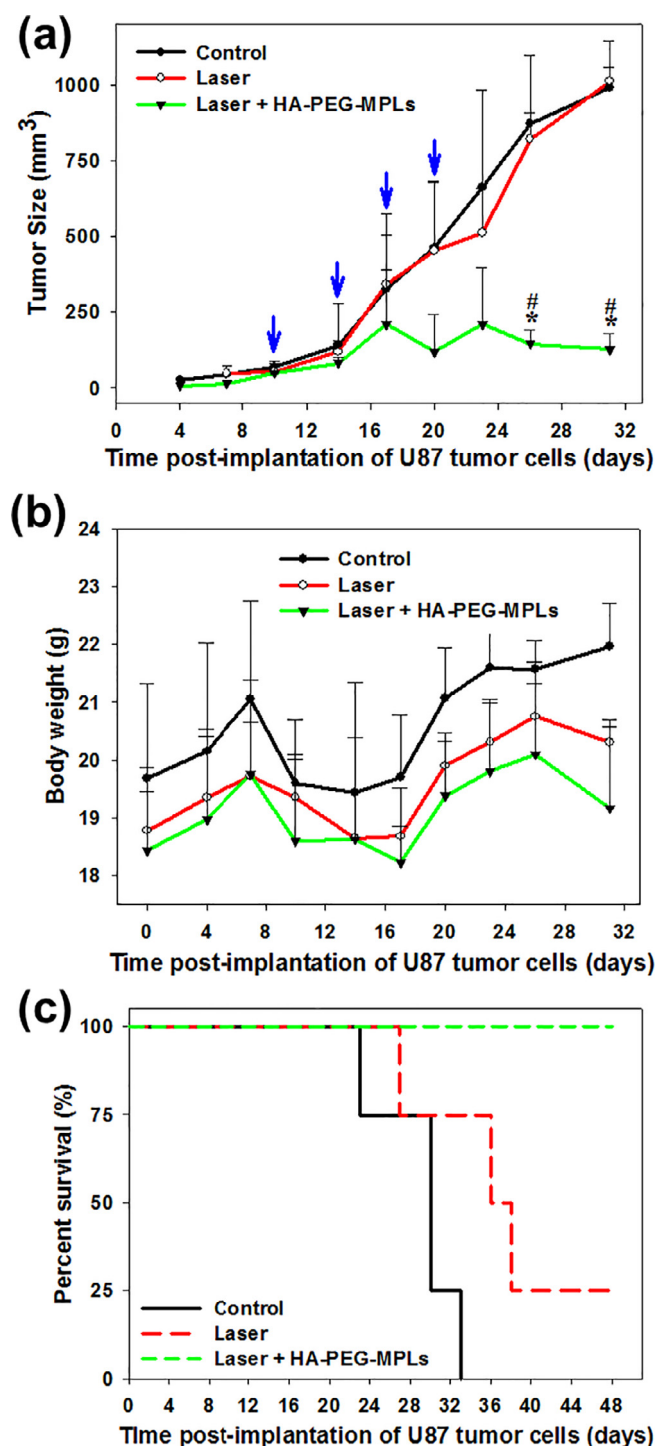 (a)
Control
Laser
Laser + HA-PEG-MPLs
Tumor Size (mm3)
1000
750
500
250
0
#
*
#
*
0 4 8 12 16 20 24 28 32
Time post-implantation of U87 tumor cells (days)
(b)
Control
Laser
Laser + HA-PEG-MPLs
Body weight (g)
24
23
22
21
20
19
18
0 4 8 12 16 20 24 28 32
Time post-implantation of U87 tumor cells (days)
(c)
Percent survival (%)
100
75
50
25
0
Control
Laser
Laser + HA-PEG-MPLs
0 4 8 12 16 20 24 28 32 36 40 44 48
TIme post-implantation of U87 tumor cells (days)